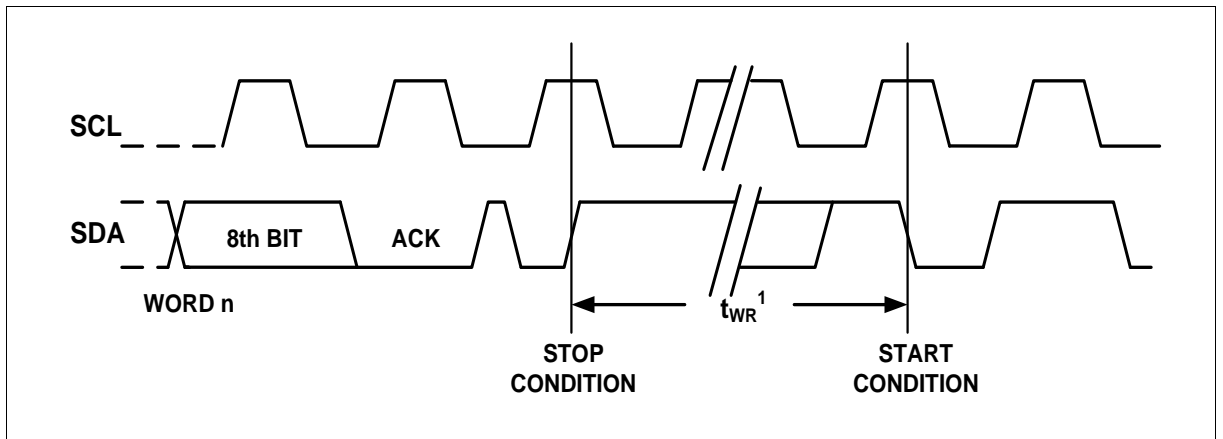 SCL
SDA
8th BIT
ACK
WORD n
tWR1
STOP
CONDITION
START
CONDITION